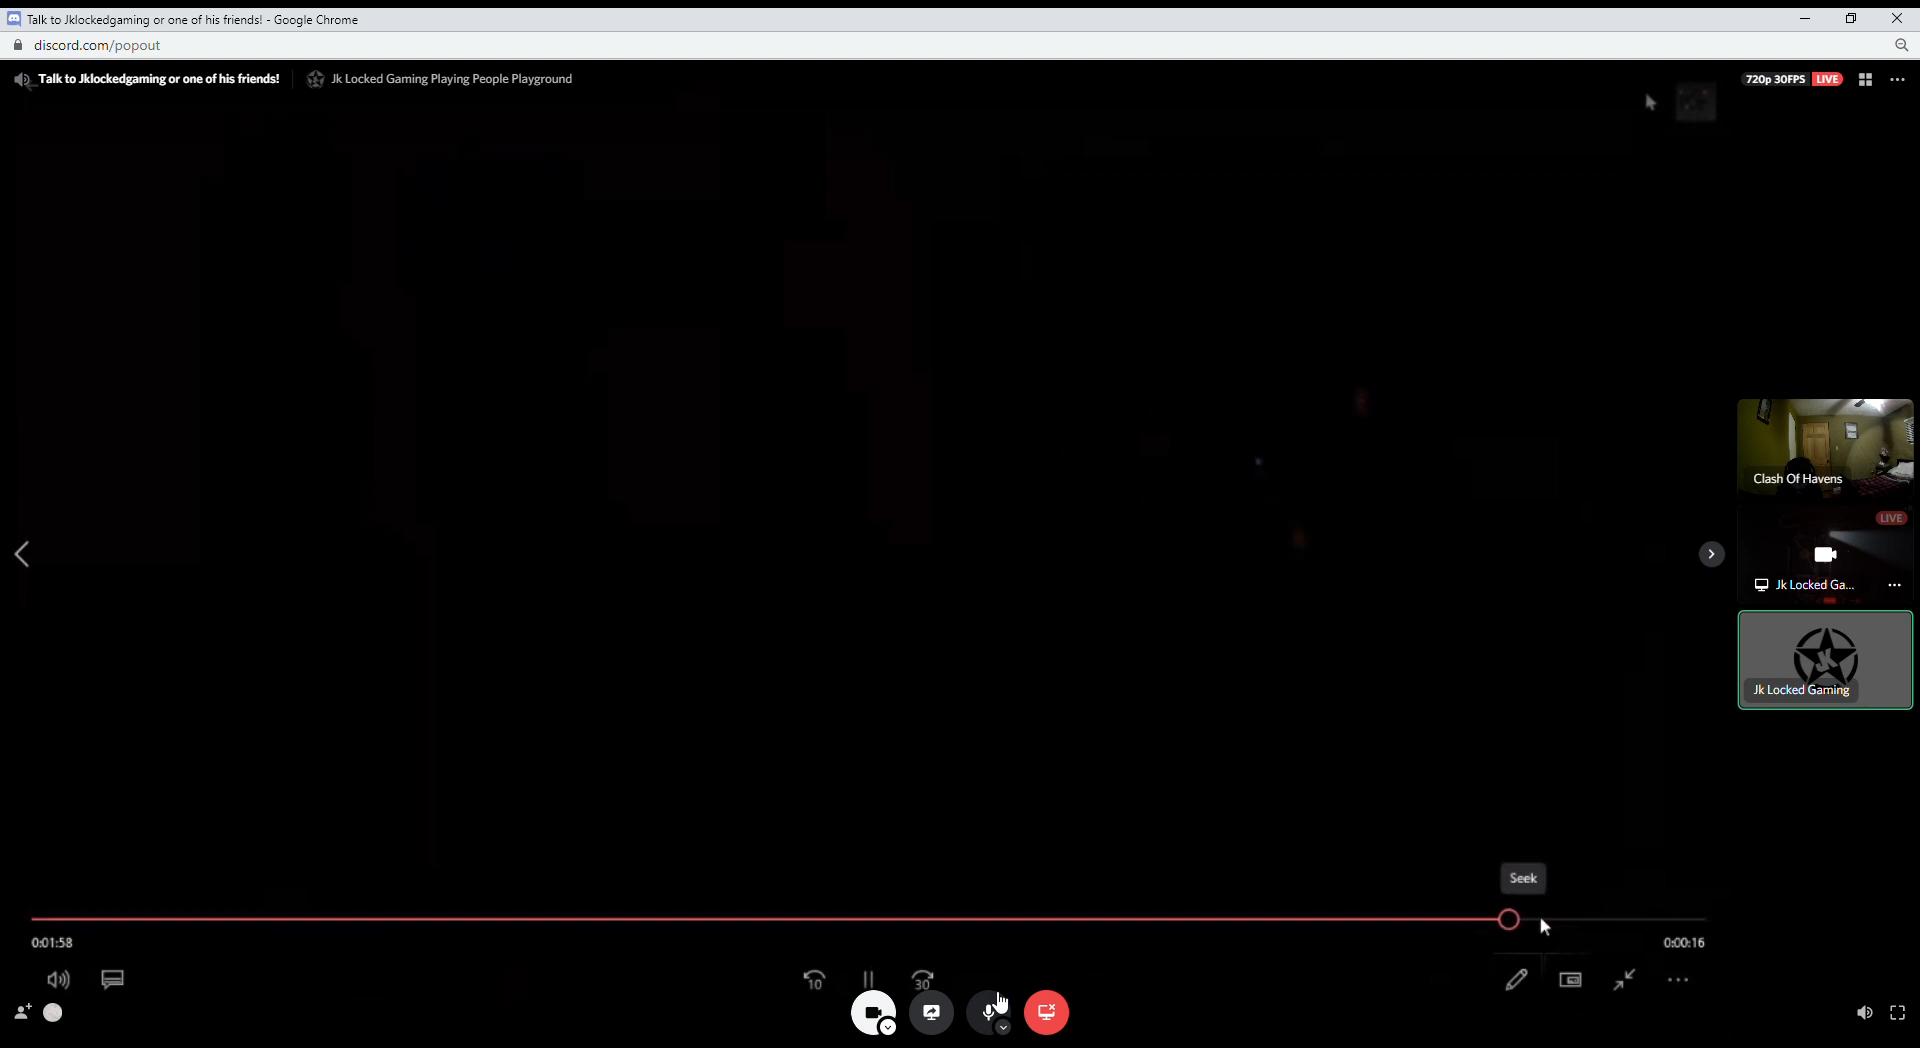 Talk to Jklockedgaming or one of his friends! - Google Chrome
discord.com/popout
Talk to Jklockedgaming or one of his friends!
Jk Locked Gaming Playing People Playground
720p 30FPS LIVE
Clash Of Havens
LIVE
Jk Locked Ga...
JK
Jk Locked Gaming
Seek
0:01:58
0:00:16
10
30